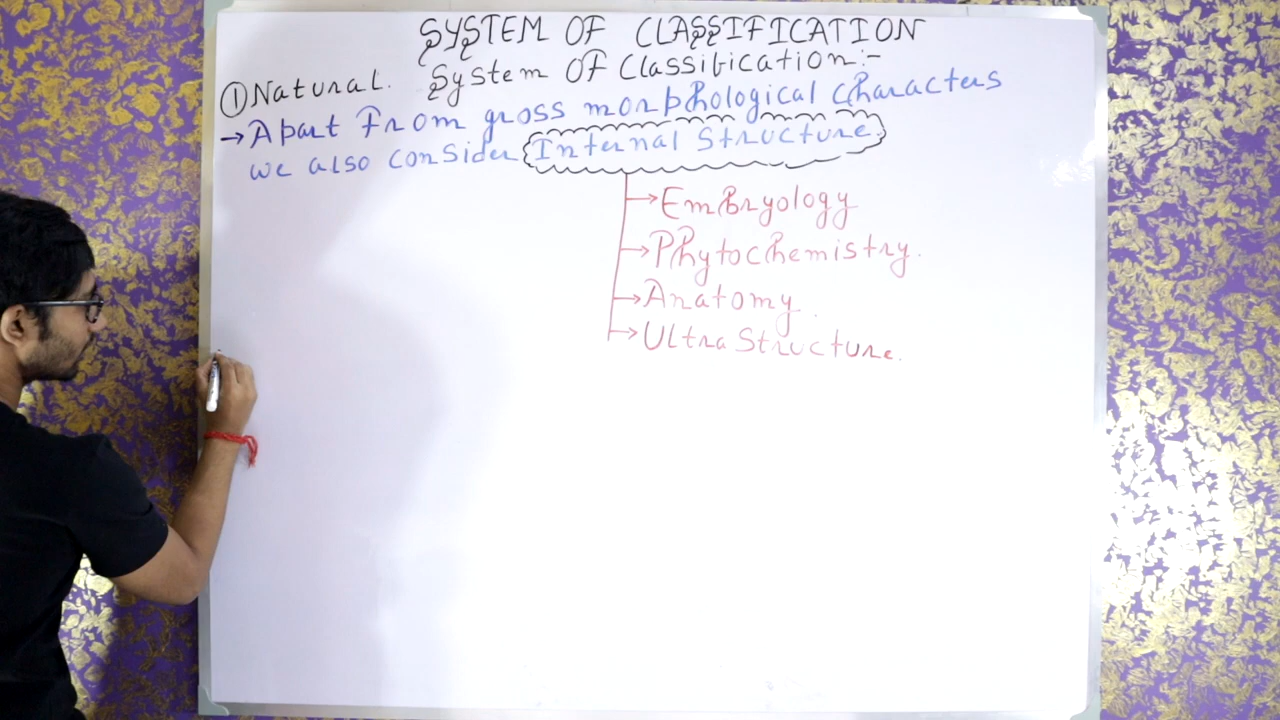 SYSTEM OF CLASSIFICATION
① Natural. System Of Classification:-
→ Apart From gross morphological characters
we also consider Internal Structure.
→ Embryology
→ Phytochemistry.
→ Anatomy.
→ Ultra Structure.